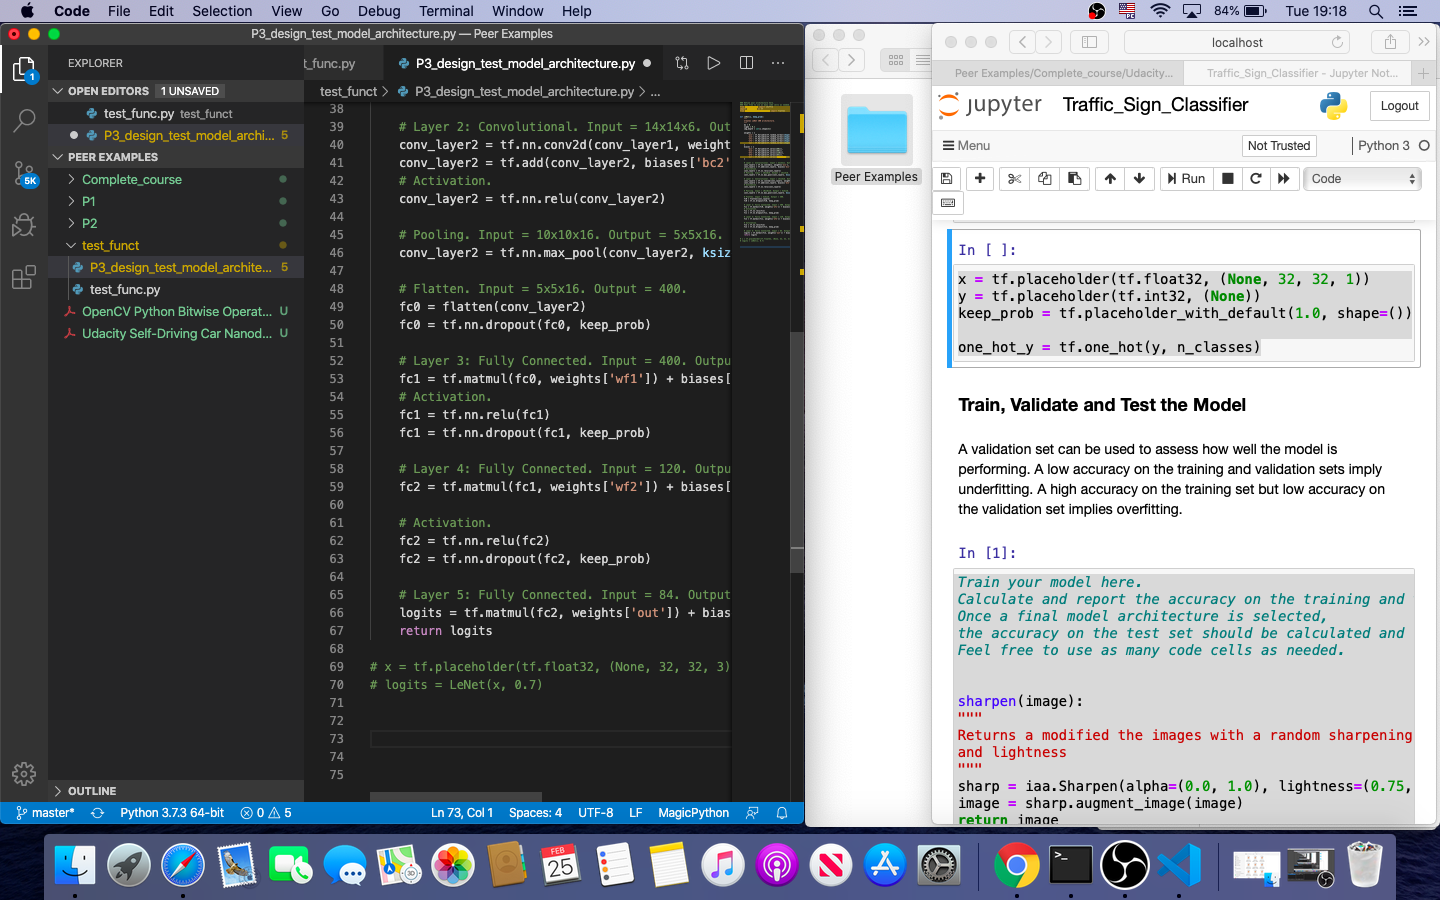 Code File Edit Selection View Go Debug Terminal Window Help
84% Tue 19:18
P3_design_test_model_architecture.py — Peer Examples
EXPLORER
OPEN EDITORS 1 UNSAVED
test_func.py test_funct
P3_design_test_model_archi... 5
PEER EXAMPLES
Complete_course
P1
P2
test_funct
P3_design_test_model_archite... 5
test_func.py
OpenCV Python Bitwise Operat... U
Udacity Self-Driving Car Nanod... U
OUTLINE
1
5K
t_func.py P3_design_test_model_architecture.py
test_funct > P3_design_test_model_architecture.py > ...
38
39 # Layer 2: Convolutional. Input = 14x14x6. Out
40 conv_layer2 = tf.nn.conv2d(conv_layer1, weight
41 conv_layer2 = tf.add(conv_layer2, biases['bc2'
42 # Activation.
43 conv_layer2 = tf.nn.relu(conv_layer2)
44
45 # Pooling. Input = 10x10x16. Output = 5x5x16.
46 conv_layer2 = tf.nn.max_pool(conv_layer2, ksiz
47
48 # Flatten. Input = 5x5x16. Output = 400.
49 fc0 = flatten(conv_layer2)
50 fc0 = tf.nn.dropout(fc0, keep_prob)
51
52 # Layer 3: Fully Connected. Input = 400. Outpu
53 fc1 = tf.matmul(fc0, weights['wf1']) + biases[
54 # Activation.
55 fc1 = tf.nn.relu(fc1)
56 fc1 = tf.nn.dropout(fc1, keep_prob)
57
58 # Layer 4: Fully Connected. Input = 120. Outpu
59 fc2 = tf.matmul(fc1, weights['wf2']) + biases[
60
61 # Activation.
62 fc2 = tf.nn.relu(fc2)
63 fc2 = tf.nn.dropout(fc2, keep_prob)
64
65 # Layer 5: Fully Connected. Input = 84. Output
66 logits = tf.matmul(fc2, weights['out']) + bias
67 return logits
68
69 # x = tf.placeholder(tf.float32, (None, 32, 32, 3)
70 # logits = LeNet(x, 0.7)
71
72
73
74
75
master* Python 3.7.3 64-bit 0 5 Ln 73, Col 1 Spaces: 4 UTF-8 LF MagicPython
Peer Examples
localhost
Peer Examples/Complete_course/Udacity... Traffic_Sign_Classifier - Jupyter Not...
jupyter Traffic_Sign_Classifier Logout
Menu Not Trusted Python 3
Run Code
In [ ]:
x = tf.placeholder(tf.float32, (None, 32, 32, 1))
y = tf.placeholder(tf.int32, (None))
keep_prob = tf.placeholder_with_default(1.0, shape=())
one_hot_y = tf.one_hot(y, n_classes)
Train, Validate and Test the Model
A validation set can be used to assess how well the model is
performing. A low accuracy on the training and validation sets imply
underfitting. A high accuracy on the training set but low accuracy on
the validation set implies overfitting.
In [1]:
Train your model here.
Calculate and report the accuracy on the training and
Once a final model architecture is selected,
the accuracy on the test set should be calculated and
Feel free to use as many code cells as needed.
sharpen(image):
"""
Returns a modified the images with a random sharpening
and lightness
"""
sharp = iaa.Sharpen(alpha=(0.0, 1.0), lightness=(0.75,
image = sharp.augment_image(image)
return image
FEB
25